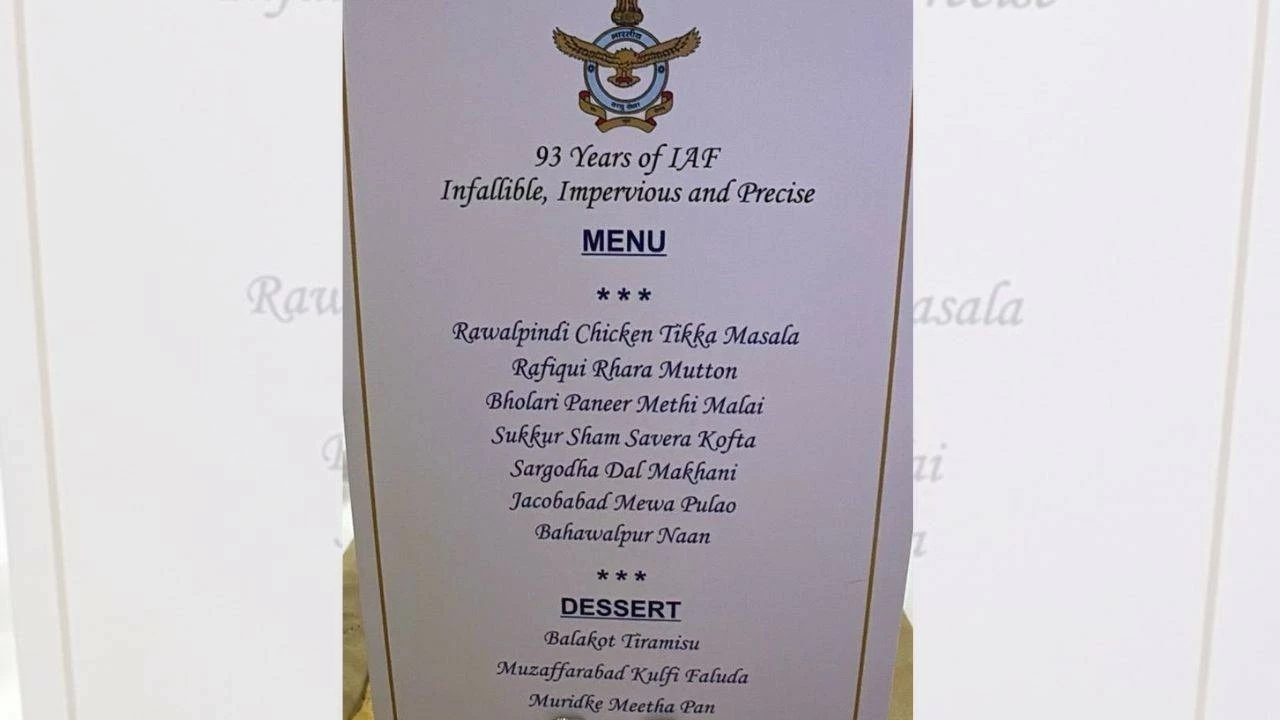 भारतीय
वायु सेना
93 Years of IAF
Infallible, Impervious and Precise
MENU
***
Rawalpindi Chicken Tikka Masala
Rafiqui Rhara Mutton
Bholari Paneer Methi Malai
Sukkur Sham Savera Kofta
Sargodha Dal Makhani
Jacobabad Mewa Pulao
Bahawalpur Naan
***
DESSERT
Balakot Tiramisu
Muzaffarabad Kulfi Faluda
Muridke Meetha Pan